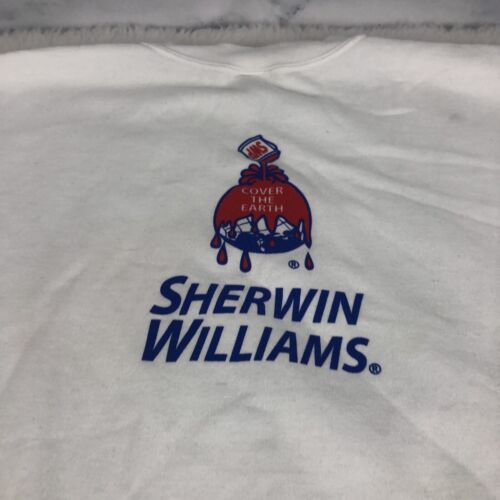 SWP
COVER
THE
EARTH
®
SHERWIN
WILLIAMS®